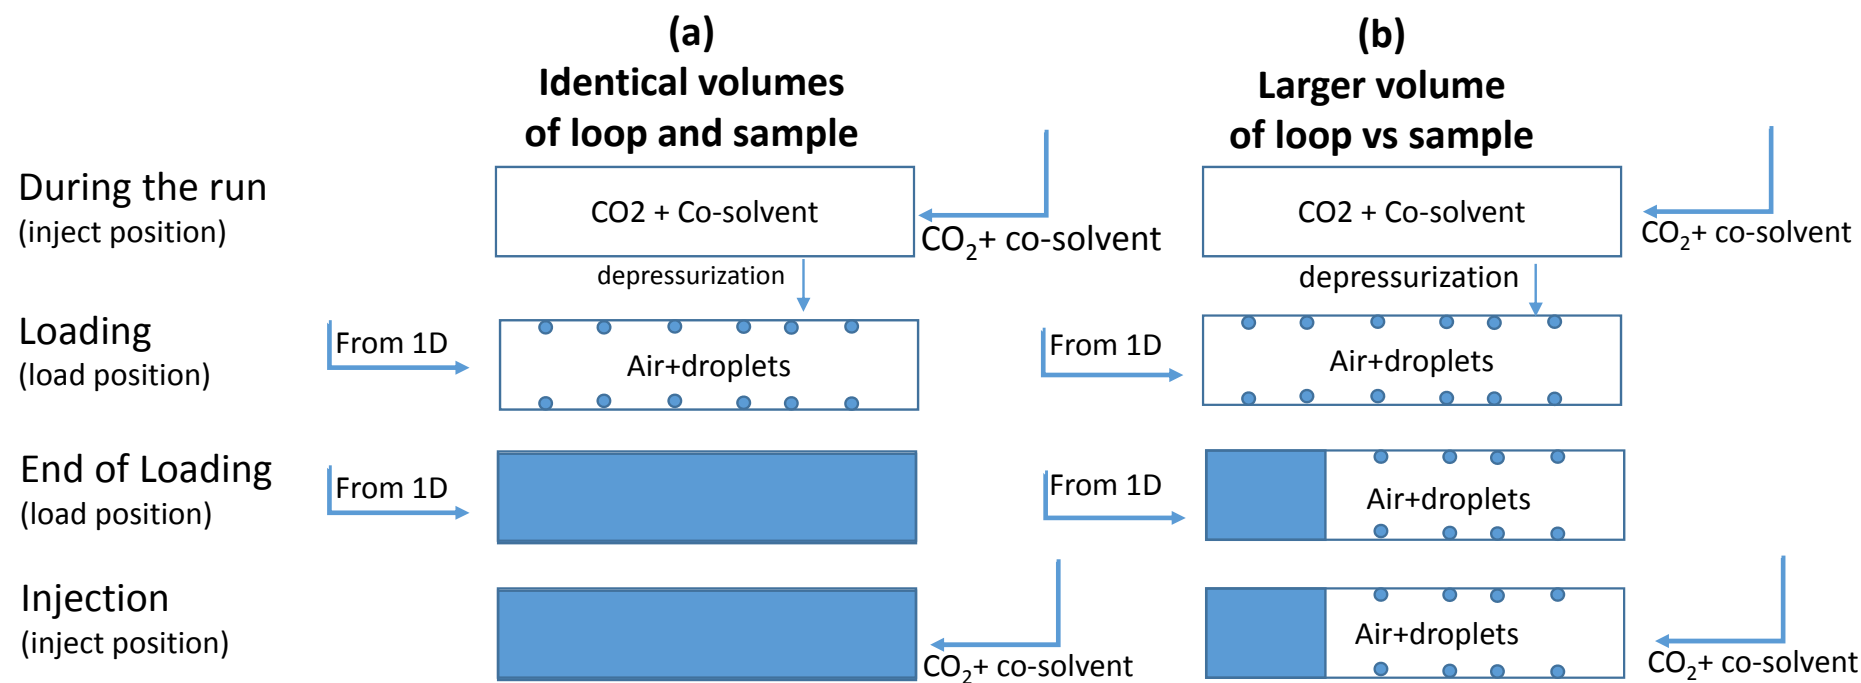 (a)
Identical volumes
of loop and sample
(b)
Larger volume
of loop vs sample
During the run
(inject position)
CO2 + Co-solvent
CO₂+ co-solvent
CO2 + Co-solvent
CO₂+ co-solvent
depressurization
depressurization
Loading
(load position)
From 1D
Air+droplets
From 1D
Air+droplets
End of Loading
(load position)
From 1D
From 1D
Air+droplets
Injection
(inject position)
CO₂+ co-solvent
Air+droplets
CO₂+ co-solvent